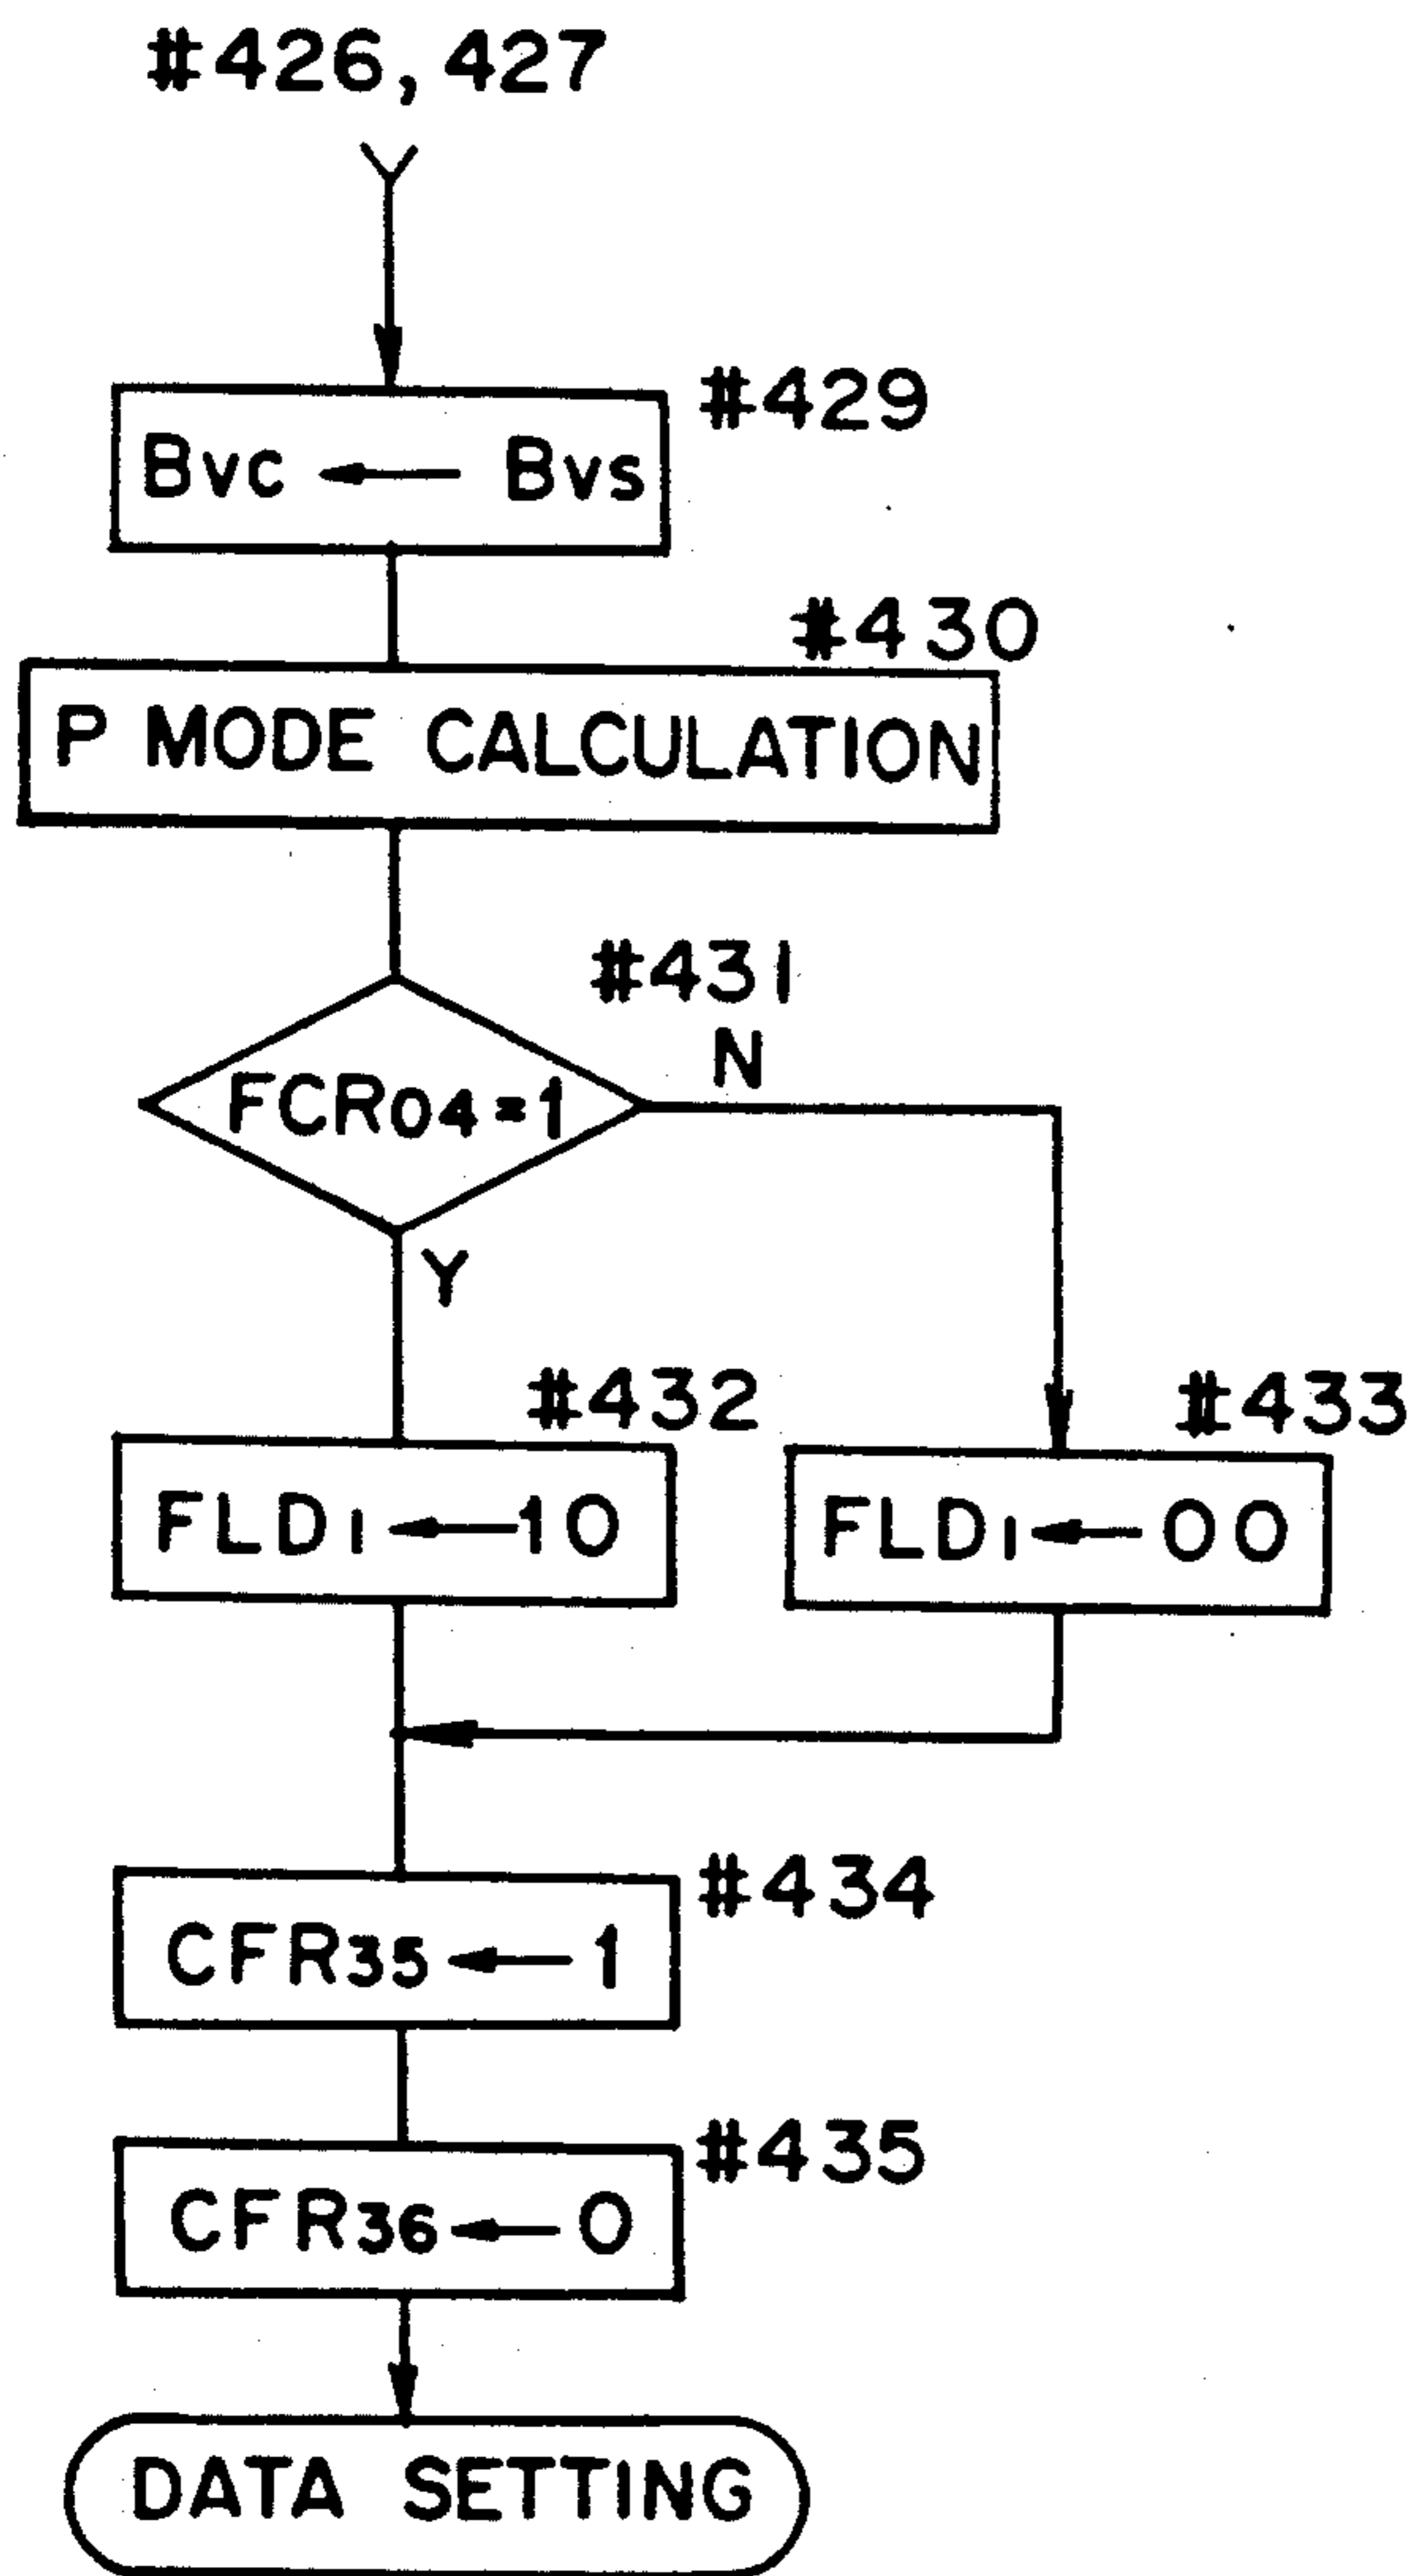 #426, 427
#429
Bvc ← Bvs
#430
P MODE CALCULATION
#431
N
FCR04=1
Y
#432
#433
FLD1 ← 10
FLD1 ← 00
#434
CFR35 ← 1
#435
CFR36 ← 0
DATA SETTING